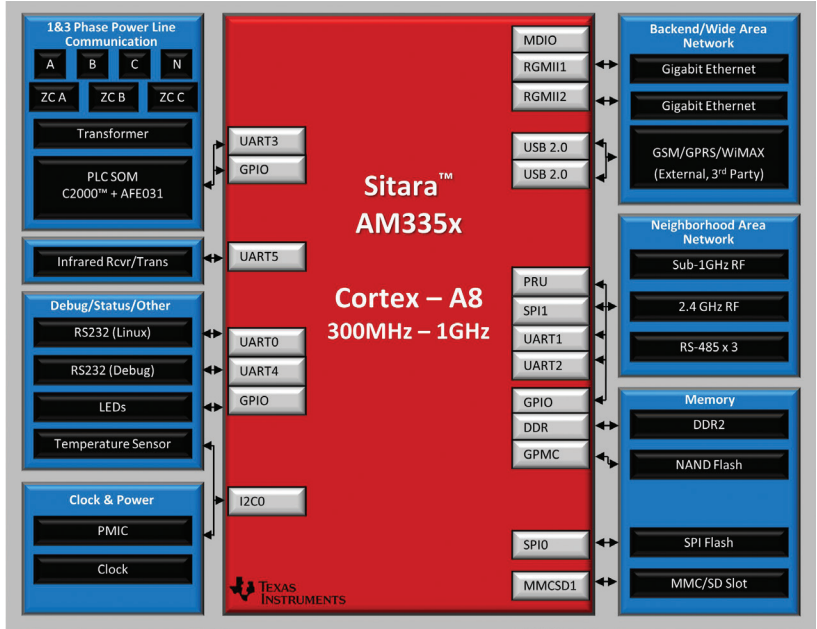 1&3 Phase Power Line
Communication
A B C N
ZC A ZC B ZC C
Transformer
PLC SOM
C2000™ + AFE031
Infrared Rcvr/Trans
Debug/Status/Other
RS232 (Linux)
RS232 (Debug)
LEDs
Temperature Sensor
Clock & Power
PMIC
Clock
UART3
GPIO
UART5
UART0
UART4
GPIO
I2C0
Sitara™
AM335x
Cortex – A8
300MHz – 1GHz
TEXAS
INSTRUMENTS
MDIO
RGMII1
RGMII2
USB 2.0
USB 2.0
PRU
SPI1
UART1
UART2
GPIO
DDR
GPMC
SPI0
MMCSD1
Backend/Wide Area
Network
Gigabit Ethernet
Gigabit Ethernet
GSM/GPRS/WiMAX
(External, 3rd Party)
Neighborhood Area
Network
Sub-1GHz RF
2.4 GHz RF
RS-485 x 3
Memory
DDR2
NAND Flash
SPI Flash
MMC/SD Slot